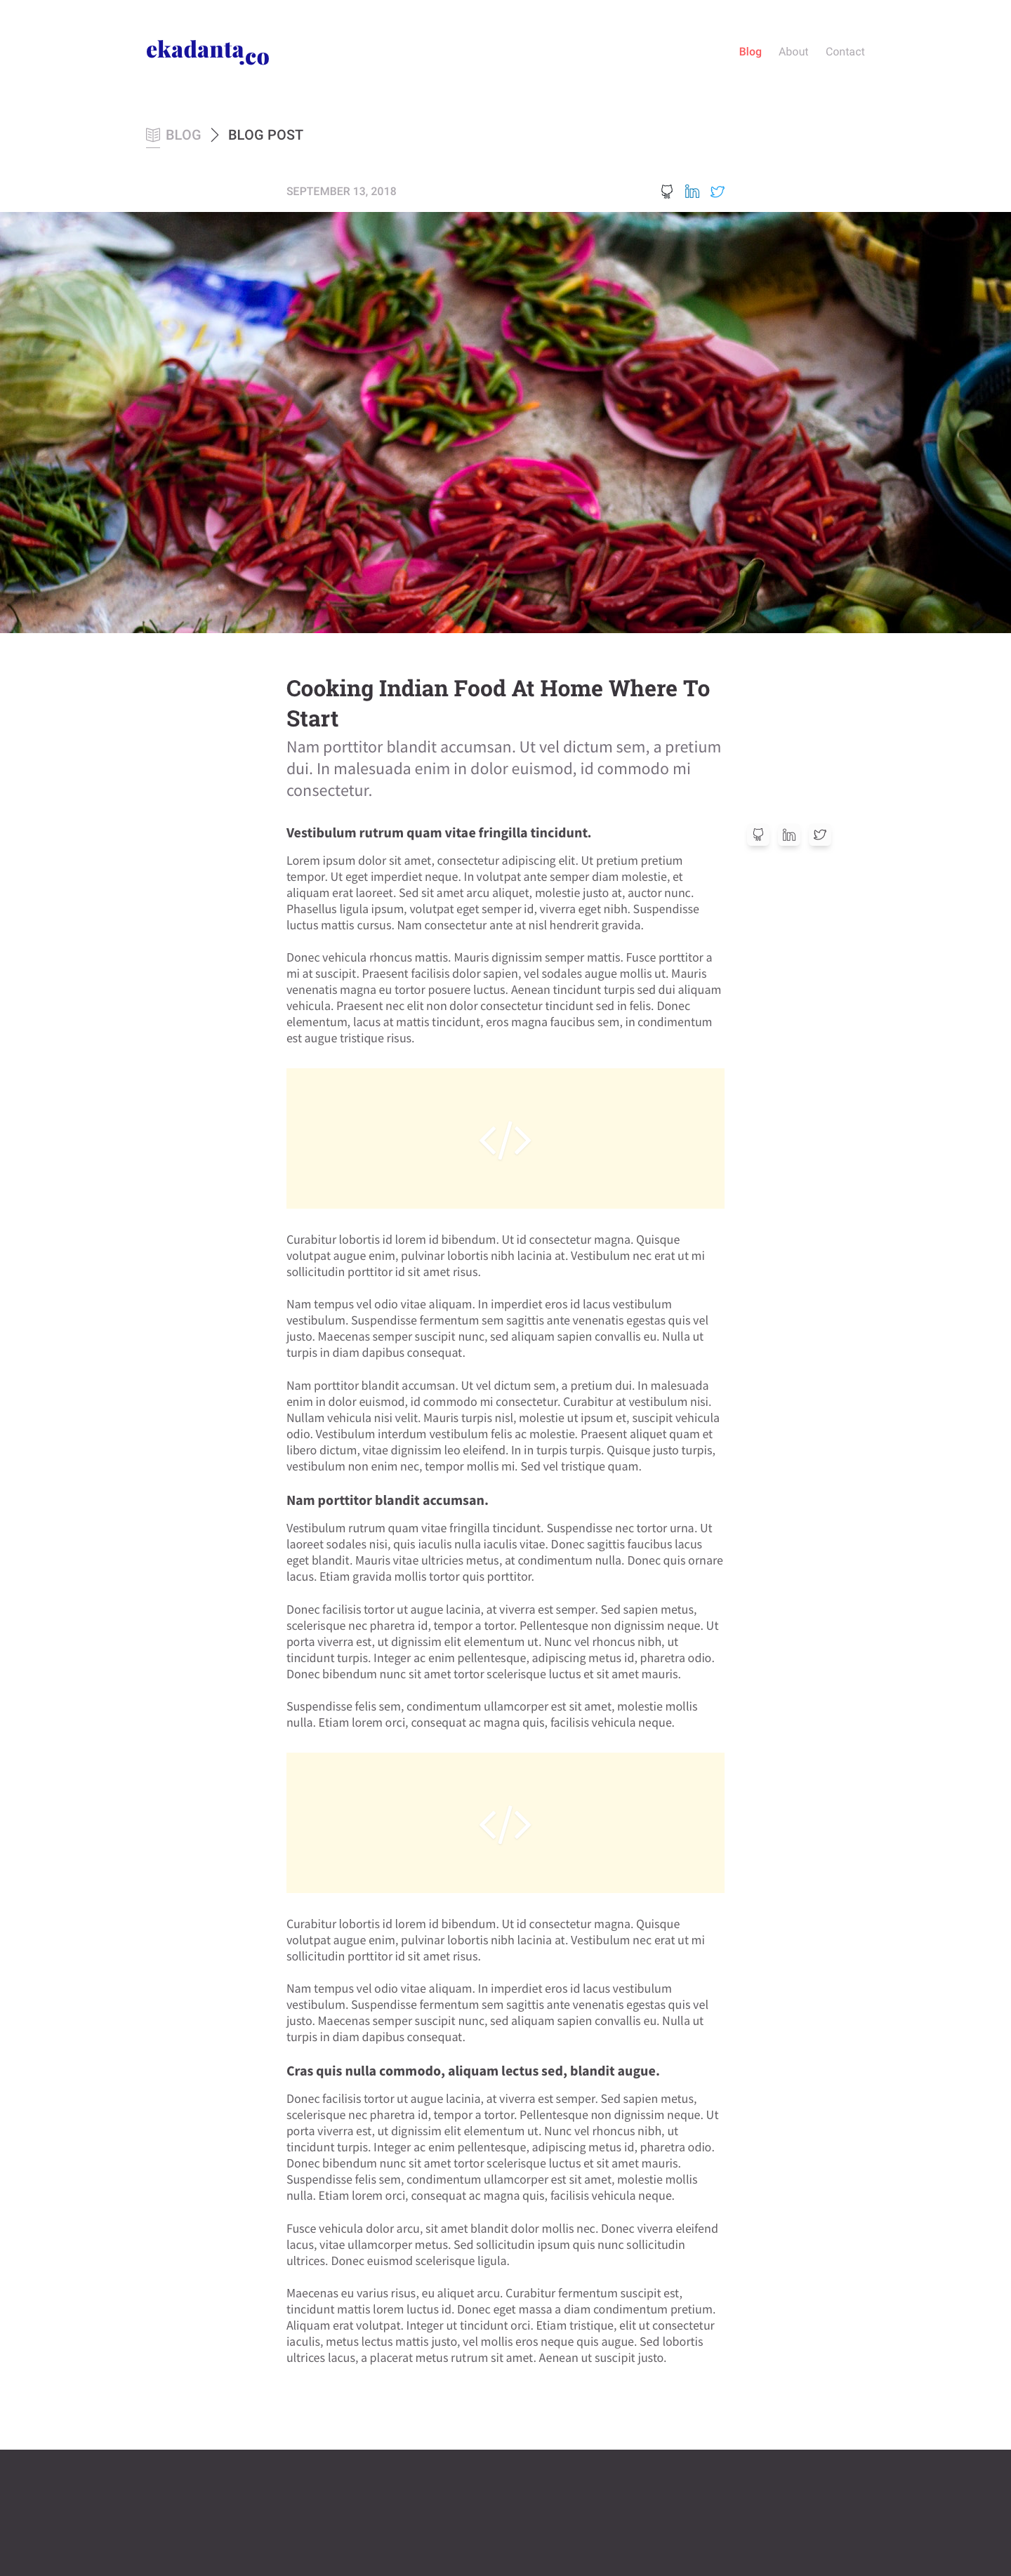 ekadanta.co
Blog About Contact
BLOG > BLOG POST
SEPTEMBER 13, 2018
Cooking Indian Food At Home Where To
Start
Nam porttitor blandit accumsan. Ut vel dictum sem, a pretium
dui. In malesuada enim in dolor euismod, id commodo mi
consectetur.
Vestibulum rutrum quam vitae fringilla tincidunt.
Lorem ipsum dolor sit amet, consectetur adipiscing elit. Ut pretium pretium
tempor. Ut eget imperdiet neque. In volutpat ante semper diam molestie, et
aliquam erat laoreet. Sed sit amet arcu aliquet, molestie justo at, auctor nunc.
Phasellus ligula ipsum, volutpat eget semper id, viverra eget nibh. Suspendisse
luctus mattis cursus. Nam consectetur ante at nisl hendrerit gravida.
Donec vehicula rhoncus mattis. Mauris dignissim semper mattis. Fusce porttitor a
mi at suscipit. Praesent facilisis dolor sapien, vel sodales augue mollis ut. Mauris
venenatis magna eu tortor posuere luctus. Aenean tincidunt turpis sed dui aliquam
vehicula. Praesent nec elit non dolor consectetur tincidunt sed in felis. Donec
elementum, lacus at mattis tincidunt, eros magna faucibus sem, in condimentum
est augue tristique risus.
</>
Curabitur lobortis id lorem id bibendum. Ut id consectetur magna. Quisque
volutpat augue enim, pulvinar lobortis nibh lacinia at. Vestibulum nec erat ut mi
sollicitudin porttitor id sit amet risus.
Nam tempus vel odio vitae aliquam. In imperdiet eros id lacus vestibulum
vestibulum. Suspendisse fermentum sem sagittis ante venenatis egestas quis vel
justo. Maecenas semper suscipit nunc, sed aliquam sapien convallis eu. Nulla ut
turpis in diam dapibus consequat.
Nam porttitor blandit accumsan. Ut vel dictum sem, a pretium dui. In malesuada
enim in dolor euismod, id commodo mi consectetur. Curabitur at vestibulum nisi.
Nullam vehicula nisi velit. Mauris turpis nisl, molestie ut ipsum et, suscipit vehicula
odio. Vestibulum interdum vestibulum felis ac molestie. Praesent aliquet quam et
libero dictum, vitae dignissim leo eleifend. In in turpis turpis. Quisque justo turpis,
vestibulum non enim nec, tempor mollis mi. Sed vel tristique quam.
Nam porttitor blandit accumsan.
Vestibulum rutrum quam vitae fringilla tincidunt. Suspendisse nec tortor urna. Ut
laoreet sodales nisi, quis iaculis nulla iaculis vitae. Donec sagittis faucibus lacus
eget blandit. Mauris vitae ultricies metus, at condimentum nulla. Donec quis ornare
lacus. Etiam gravida mollis tortor quis porttitor.
Donec facilisis tortor ut augue lacinia, at viverra est semper. Sed sapien metus,
scelerisque nec pharetra id, tempor a tortor. Pellentesque non dignissim neque. Ut
porta viverra est, ut dignissim elit elementum ut. Nunc vel rhoncus nibh, ut
tincidunt turpis. Integer ac enim pellentesque, adipiscing metus id, pharetra odio.
Donec bibendum nunc sit amet tortor scelerisque luctus et sit amet mauris.
Suspendisse felis sem, condimentum ullamcorper est sit amet, molestie mollis
nulla. Etiam lorem orci, consequat ac magna quis, facilisis vehicula neque.
</>
Curabitur lobortis id lorem id bibendum. Ut id consectetur magna. Quisque
volutpat augue enim, pulvinar lobortis nibh lacinia at. Vestibulum nec erat ut mi
sollicitudin porttitor id sit amet risus.
Nam tempus vel odio vitae aliquam. In imperdiet eros id lacus vestibulum
vestibulum. Suspendisse fermentum sem sagittis ante venenatis egestas quis vel
justo. Maecenas semper suscipit nunc, sed aliquam sapien convallis eu. Nulla ut
turpis in diam dapibus consequat.
Cras quis nulla commodo, aliquam lectus sed, blandit augue.
Donec facilisis tortor ut augue lacinia, at viverra est semper. Sed sapien metus,
scelerisque nec pharetra id, tempor a tortor. Pellentesque non dignissim neque. Ut
porta viverra est, ut dignissim elit elementum ut. Nunc vel rhoncus nibh, ut
tincidunt turpis. Integer ac enim pellentesque, adipiscing metus id, pharetra odio.
Donec bibendum nunc sit amet tortor scelerisque luctus et sit amet mauris.
Suspendisse felis sem, condimentum ullamcorper est sit amet, molestie mollis
nulla. Etiam lorem orci, consequat ac magna quis, facilisis vehicula neque.
Fusce vehicula dolor arcu, sit amet blandit dolor mollis nec. Donec viverra eleifend
lacus, vitae ullamcorper metus. Sed sollicitudin ipsum quis nunc sollicitudin
ultrices. Donec euismod scelerisque ligula.
Maecenas eu varius risus, eu aliquet arcu. Curabitur fermentum suscipit est,
tincidunt mattis lorem luctus id. Donec eget massa a diam condimentum pretium.
Aliquam erat volutpat. Integer ut tincidunt orci. Etiam tristique, elit ut consectetur
iaculis, metus lectus mattis justo, vel mollis eros neque quis augue. Sed lobortis
ultrices lacus, a placerat metus rutrum sit amet. Aenean ut suscipit justo.